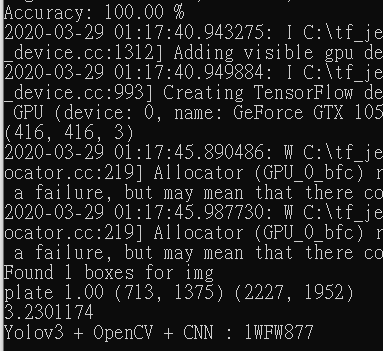 Accuracy: 100.00 %
2020-03-29 01:17:40.943275: I C:\tf_je
_device.cc:1312] Adding visible gpu de
2020-03-29 01:17:40.949884: I C:\tf_je
_device.cc:993] Creating TensorFlow de
_GPU (device: 0, name: GeForce GTX 105
(416, 416, 3)
2020-03-29 01:17:45.890486: W C:\tf_je
ocator.cc:219] Allocator (GPU_0_bfc) r
 a failure, but may mean that there co
2020-03-29 01:17:45.987730: W C:\tf_je
ocator.cc:219] Allocator (GPU_0_bfc) r
 a failure, but may mean that there co
Found 1 boxes for img
plate 1.00 (713, 1375) (2227, 1952)
3.2301174
Yolov3 + OpenCV + CNN : 1WFW877